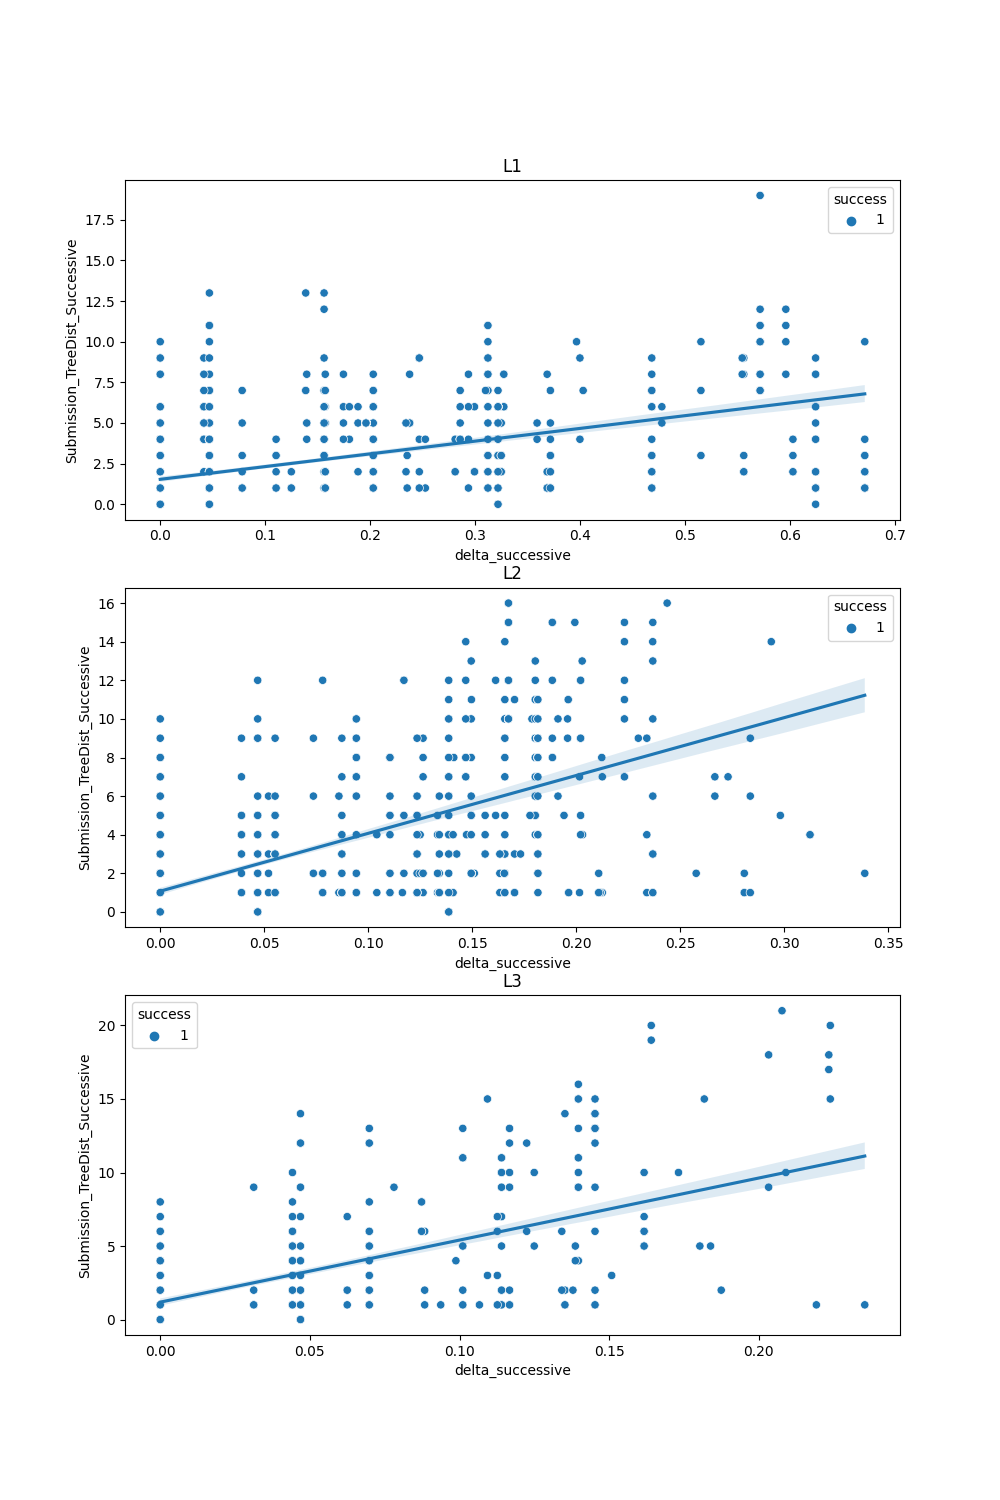 L1
success
1
17.5
15.0
12.5
10.0
7.5
5.0
2.5
0.0
Submission_TreeDist_Successive
0.0 0.1 0.2 0.3 0.4 0.5 0.6 0.7
delta_successive
L2
success
1
16
14
12
10
8
6
4
2
0
Submission_TreeDist_Successive
0.00 0.05 0.10 0.15 0.20 0.25 0.30 0.35
delta_successive
L3
success
1
20
15
10
5
0
Submission_TreeDist_Successive
0.00 0.05 0.10 0.15 0.20
delta_successive